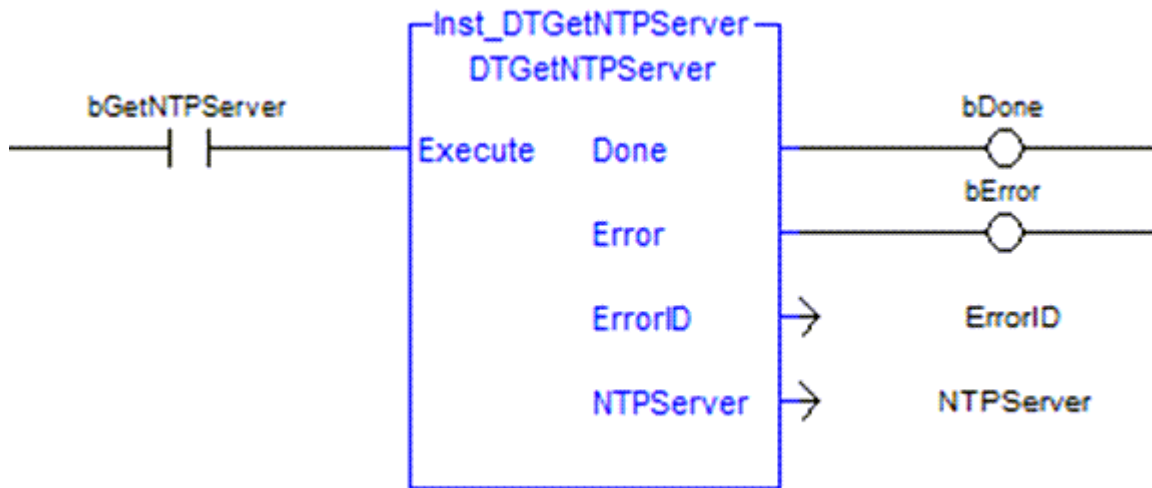 Inst_DTGetNTPServer
DTGetNTPServer
bGetNTPServer
bDone
Execute Done
bError
Error
ErrorID ErrorID
NTPServer NTPServer